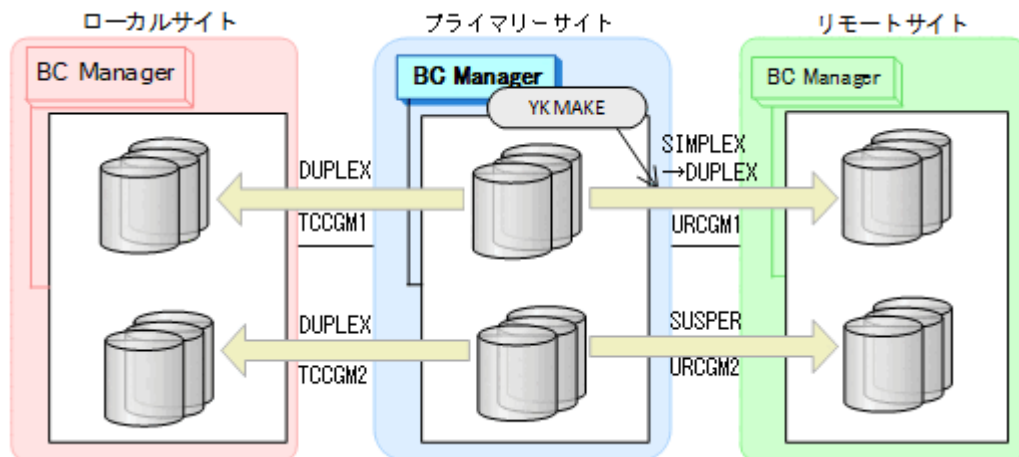 ローカルサイト
プライマリーサイト
リモートサイト
BC Manager
BC Manager
BC Manager
YKMAKE
DUPLEX
TCCGM1
SIMPLEX
→DUPLEX
URCGM1
DUPLEX
TCCGM2
SUSPER
URCGM2